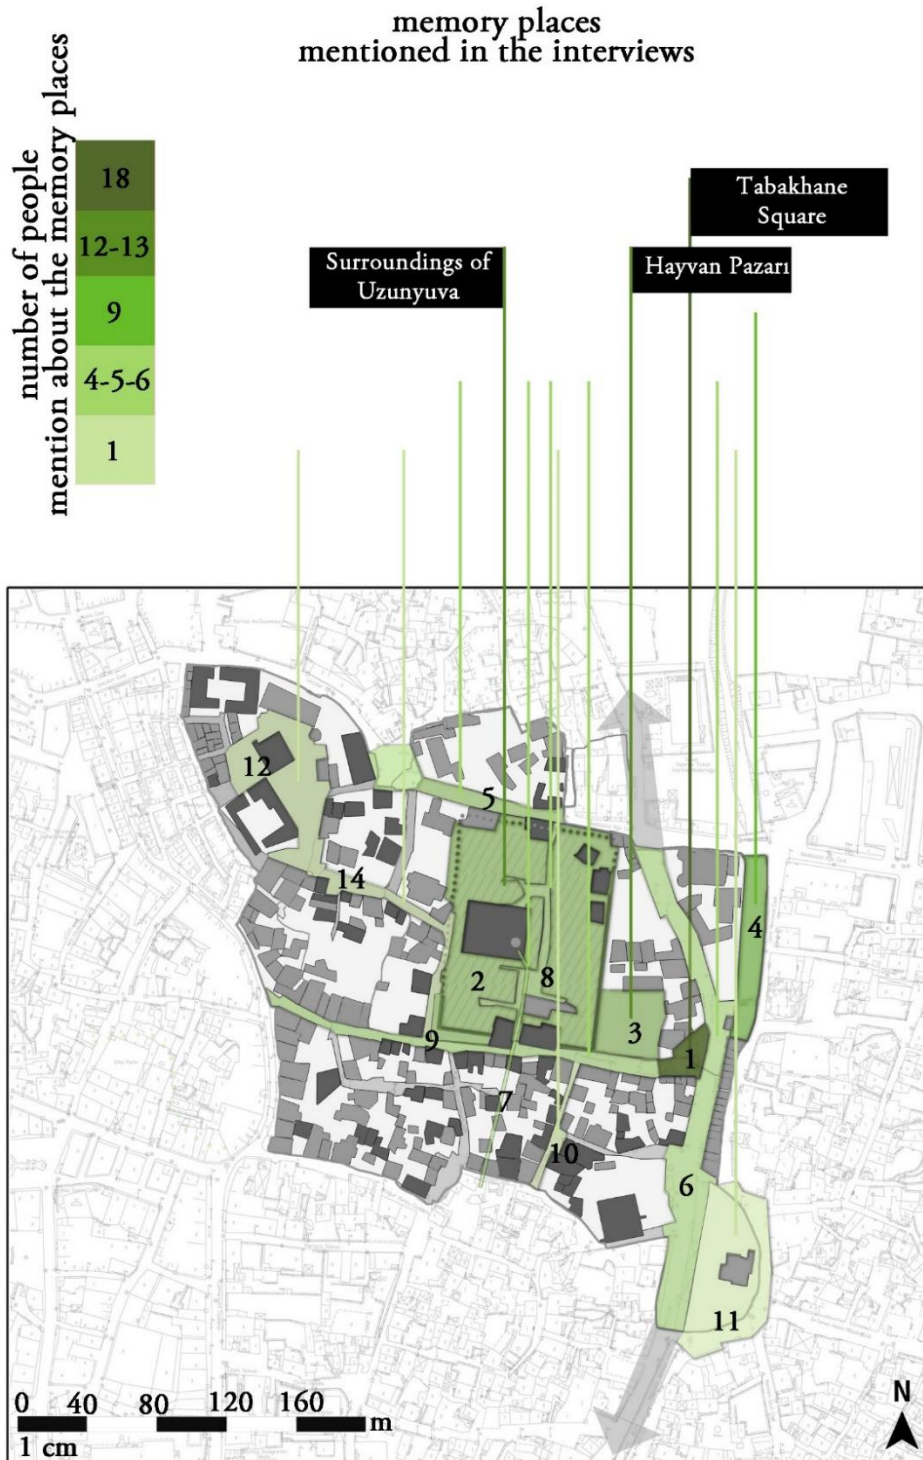 memory places
mentioned in the interviews
number of people
mention about the memory places
18
12-13
9
4-5-6
1
Tabakhane
Square
Surroundings of
Uzunyuva
Hayvan Pazarı
12
5
14
4
2
8
3
9
1
7
10
6
11
0 40 80 120 160
m
1 cm
N